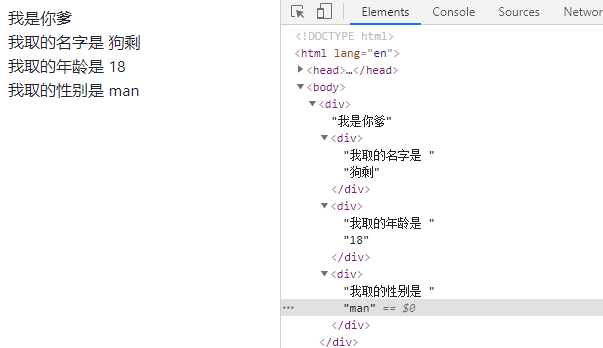 我是你爹
我取的名字是 狗剩
我取的年龄是 18
我取的性别是 man
Elements Console Sources Network
<!DOCTYPE html>
<html lang="en">
<head>…</head>
<body>
<div>
"我是你爹"
<div>
"我取的名字是 "
"狗剩"
</div>
<div>
"我取的年龄是 "
"18"
</div>
<div>
"我取的性别是 "
"man" == $0
</div>
</div>